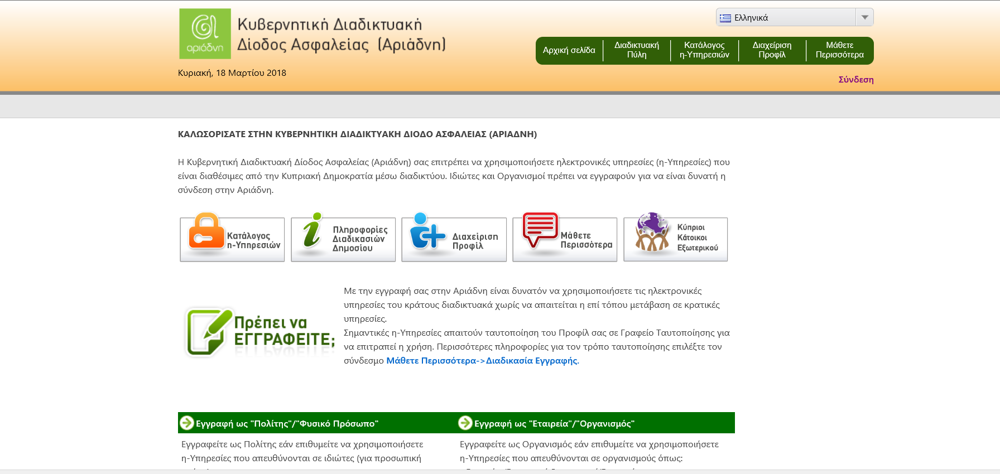 Κυβερνητική Διαδικτυακή
Δίοδος Ασφαλείας (Αριάδνη)
αριάδνη
Ελληνικά
Αρχική σελίδα
Διαδικτυακή
Πύλη
Κατάλογος
η-Υπηρεσιών
Διαχείριση
Προφίλ
Μάθετε
Περισσότερα
Κυριακή, 18 Μαρτίου 2018
Σύνδεση
ΚΑΛΩΣΟΡΙΣΑΤΕ ΣΤΗΝ ΚΥΒΕΡΝΗΤΙΚΗ ΔΙΑΔΙΚΤΥΑΚΗ ΔΙΟΔΟ ΑΣΦΑΛΕΙΑΣ (ΑΡΙΑΔΝΗ)
Η Κυβερνητική Διαδικτυακή Δίοδος Ασφαλείας (Αριάδνη) σας επιτρέπει να χρησιμοποιήσετε ηλεκτρονικές υπηρεσίες (η-Υπηρεσίες) που
είναι διαθέσιμες από την Κυπριακή Δημοκρατία μέσω διαδικτύου. Ιδιώτες και Οργανισμοί πρέπει να εγγραφούν για να είναι δυνατή η
σύνδεση στην Αριάδνη.
Κατάλογος
η-Υπηρεσιών
Πληροφορίες
Διαδικασιών
Δημοσίου
Διαχείριση
Προφίλ
Μάθετε
Περισσότερα
Κύπριοι
Κάτοικοι
Εξωτερικού
Πρέπει να
ΕΓΓΡΑΦΕΙΤΕ;
Με την εγγραφή σας στην Αριάδνη είναι δυνατόν να χρησιμοποιήσετε τις ηλεκτρονικές
υπηρεσίες του κράτους διαδικτυακά χωρίς να απαιτείται η επί τόπου μετάβαση σε κρατικές
υπηρεσίες.
Σημαντικές η-Υπηρεσίες απαιτούν ταυτοποίηση του Προφίλ σας σε Γραφείο Ταυτοποίησης για
να επιτραπεί η χρήση. Περισσότερες πληροφορίες για τον τρόπο ταυτοποίησης επιλέξτε τον
σύνδεσμο Μάθετε Περισσότερα->Διαδικασία Εγγραφής.
Εγγραφή ως "Πολίτης"/"Φυσικό Πρόσωπο"
Εγγραφείτε ως Πολίτης εάν επιθυμείτε να χρησιμοποιήσετε
η-Υπηρεσίες που απευθύνονται σε ιδιώτες (για προσωπική
Εγγραφή ως "Εταιρεία"/"Οργανισμός"
Εγγραφείτε ως Οργανισμός εάν επιθυμείτε να χρησιμοποιήσετε
η-Υπηρεσίες που απευθύνονται σε οργανισμούς όπως: